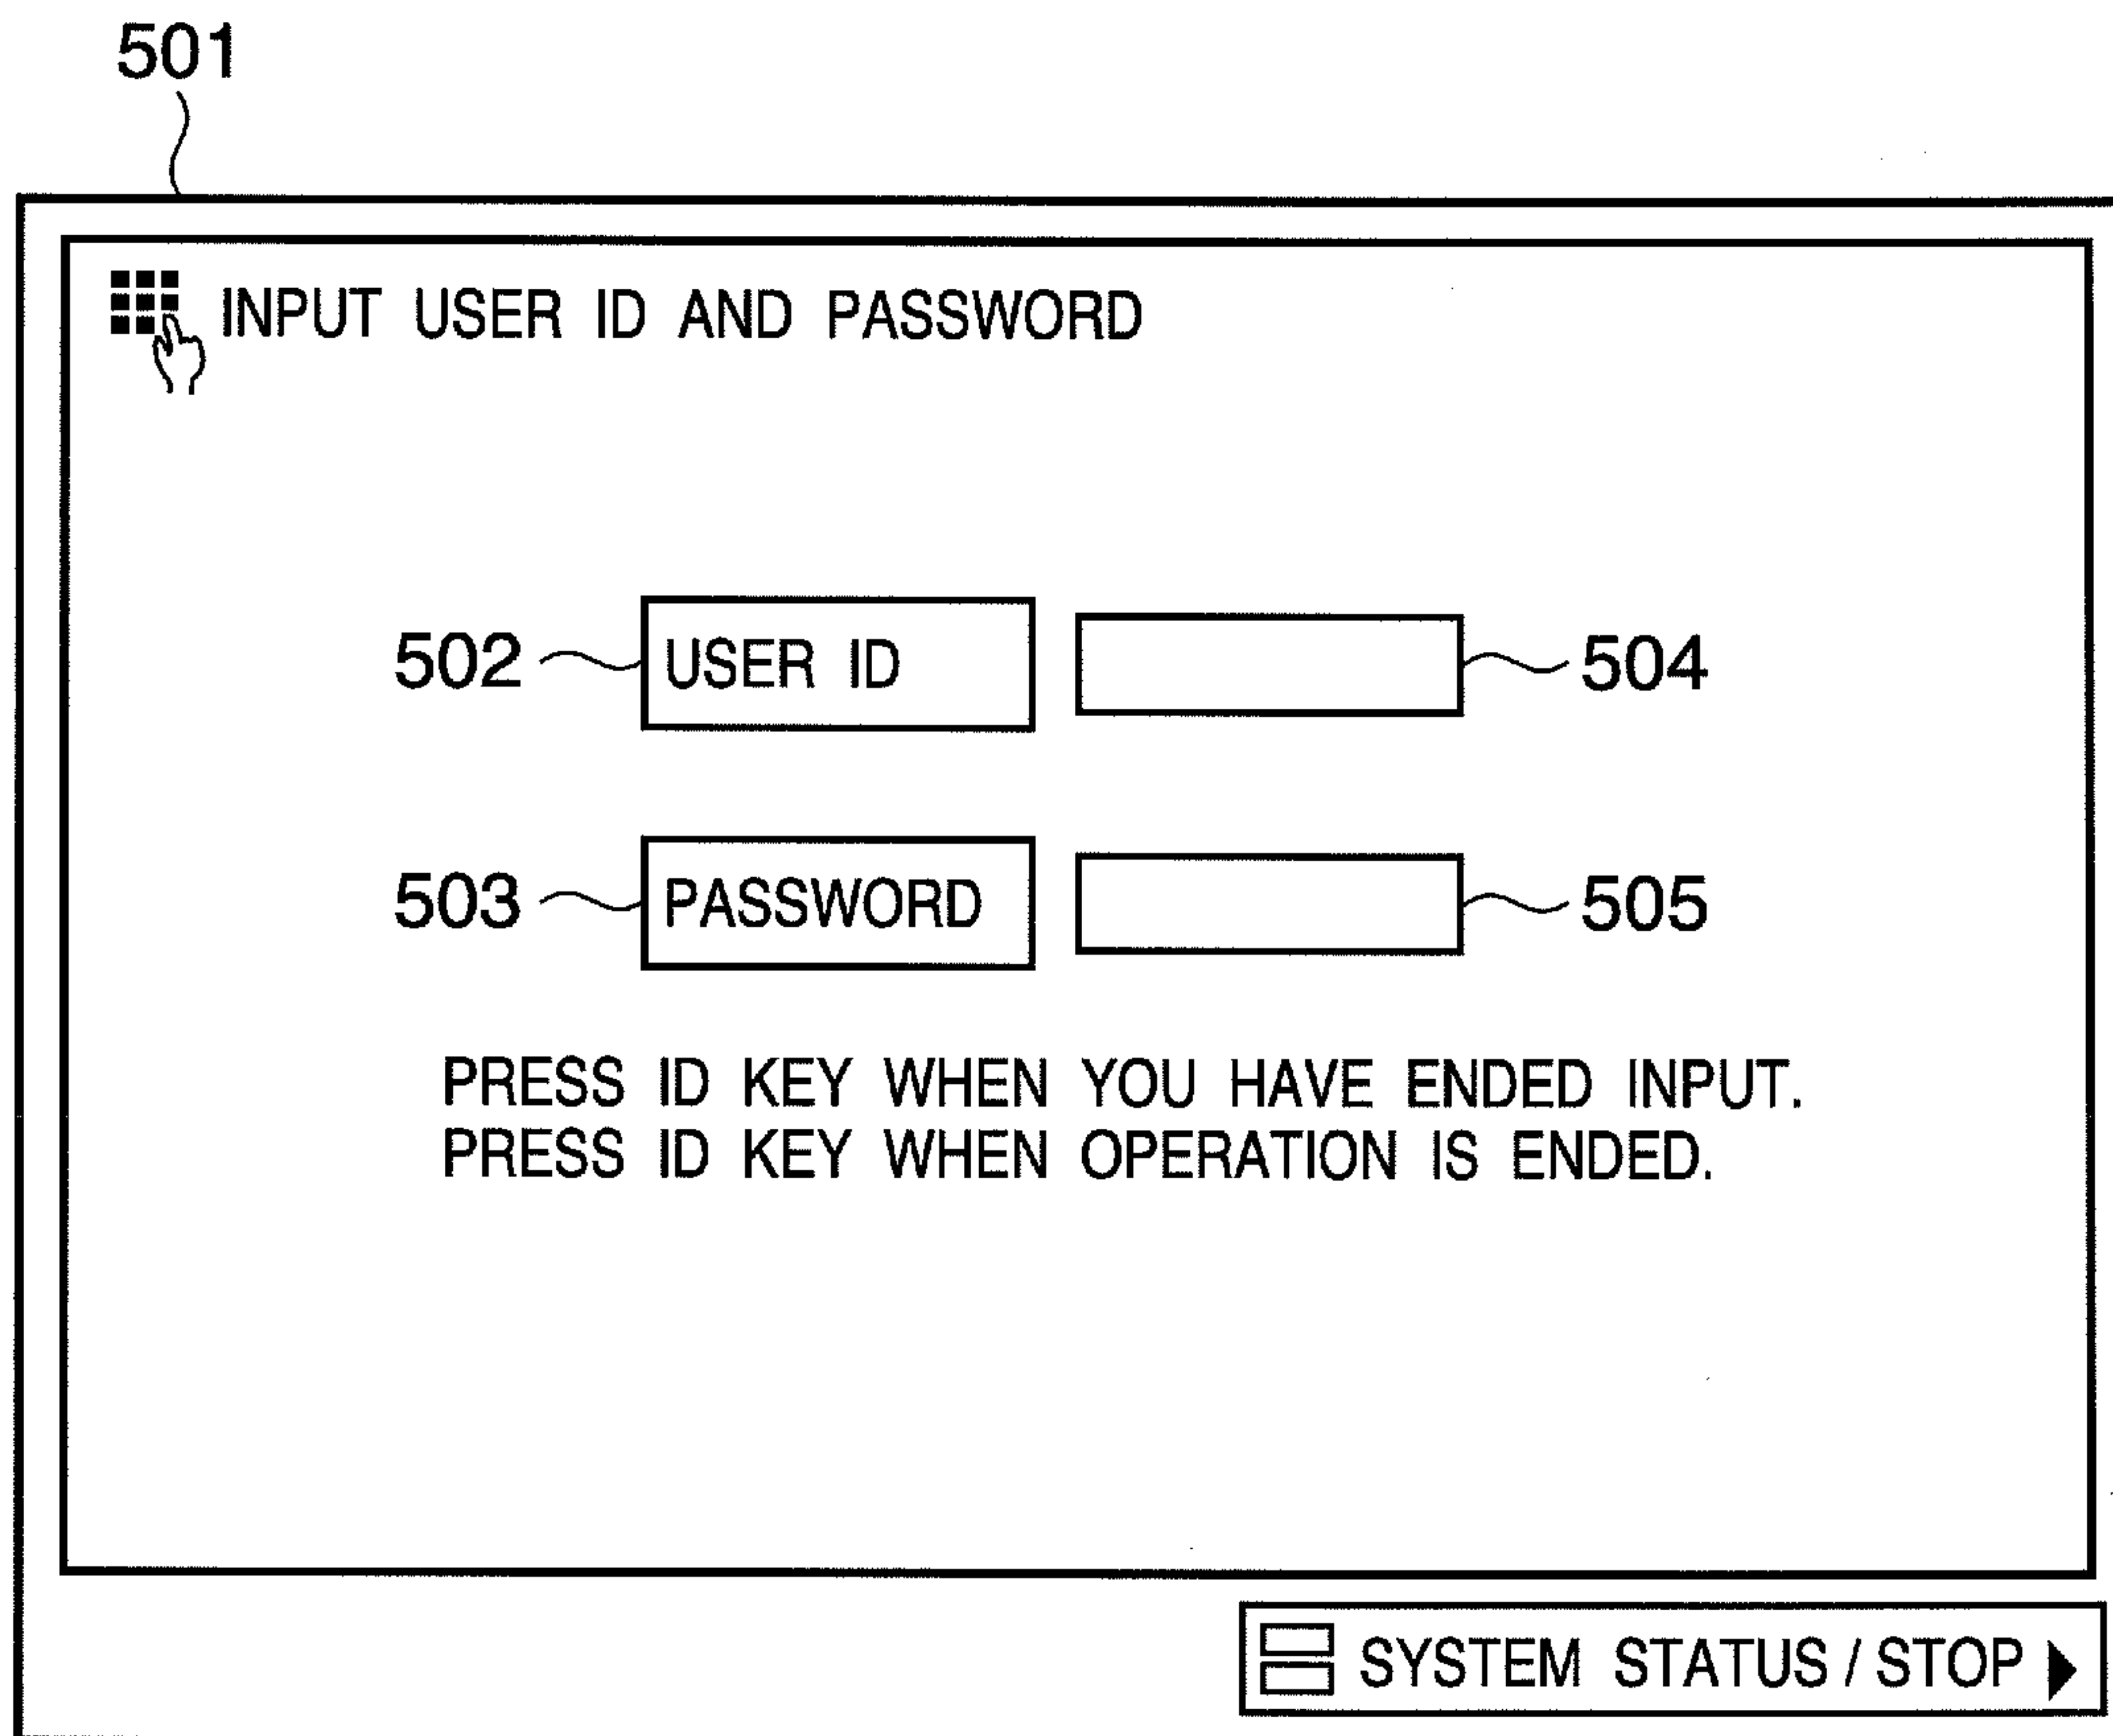 501
INPUT USER ID AND PASSWORD
502 USER ID 504
503 PASSWORD 505
PRESS ID KEY WHEN YOU HAVE ENDED INPUT.
PRESS ID KEY WHEN OPERATION IS ENDED.
SYSTEM STATUS / STOP